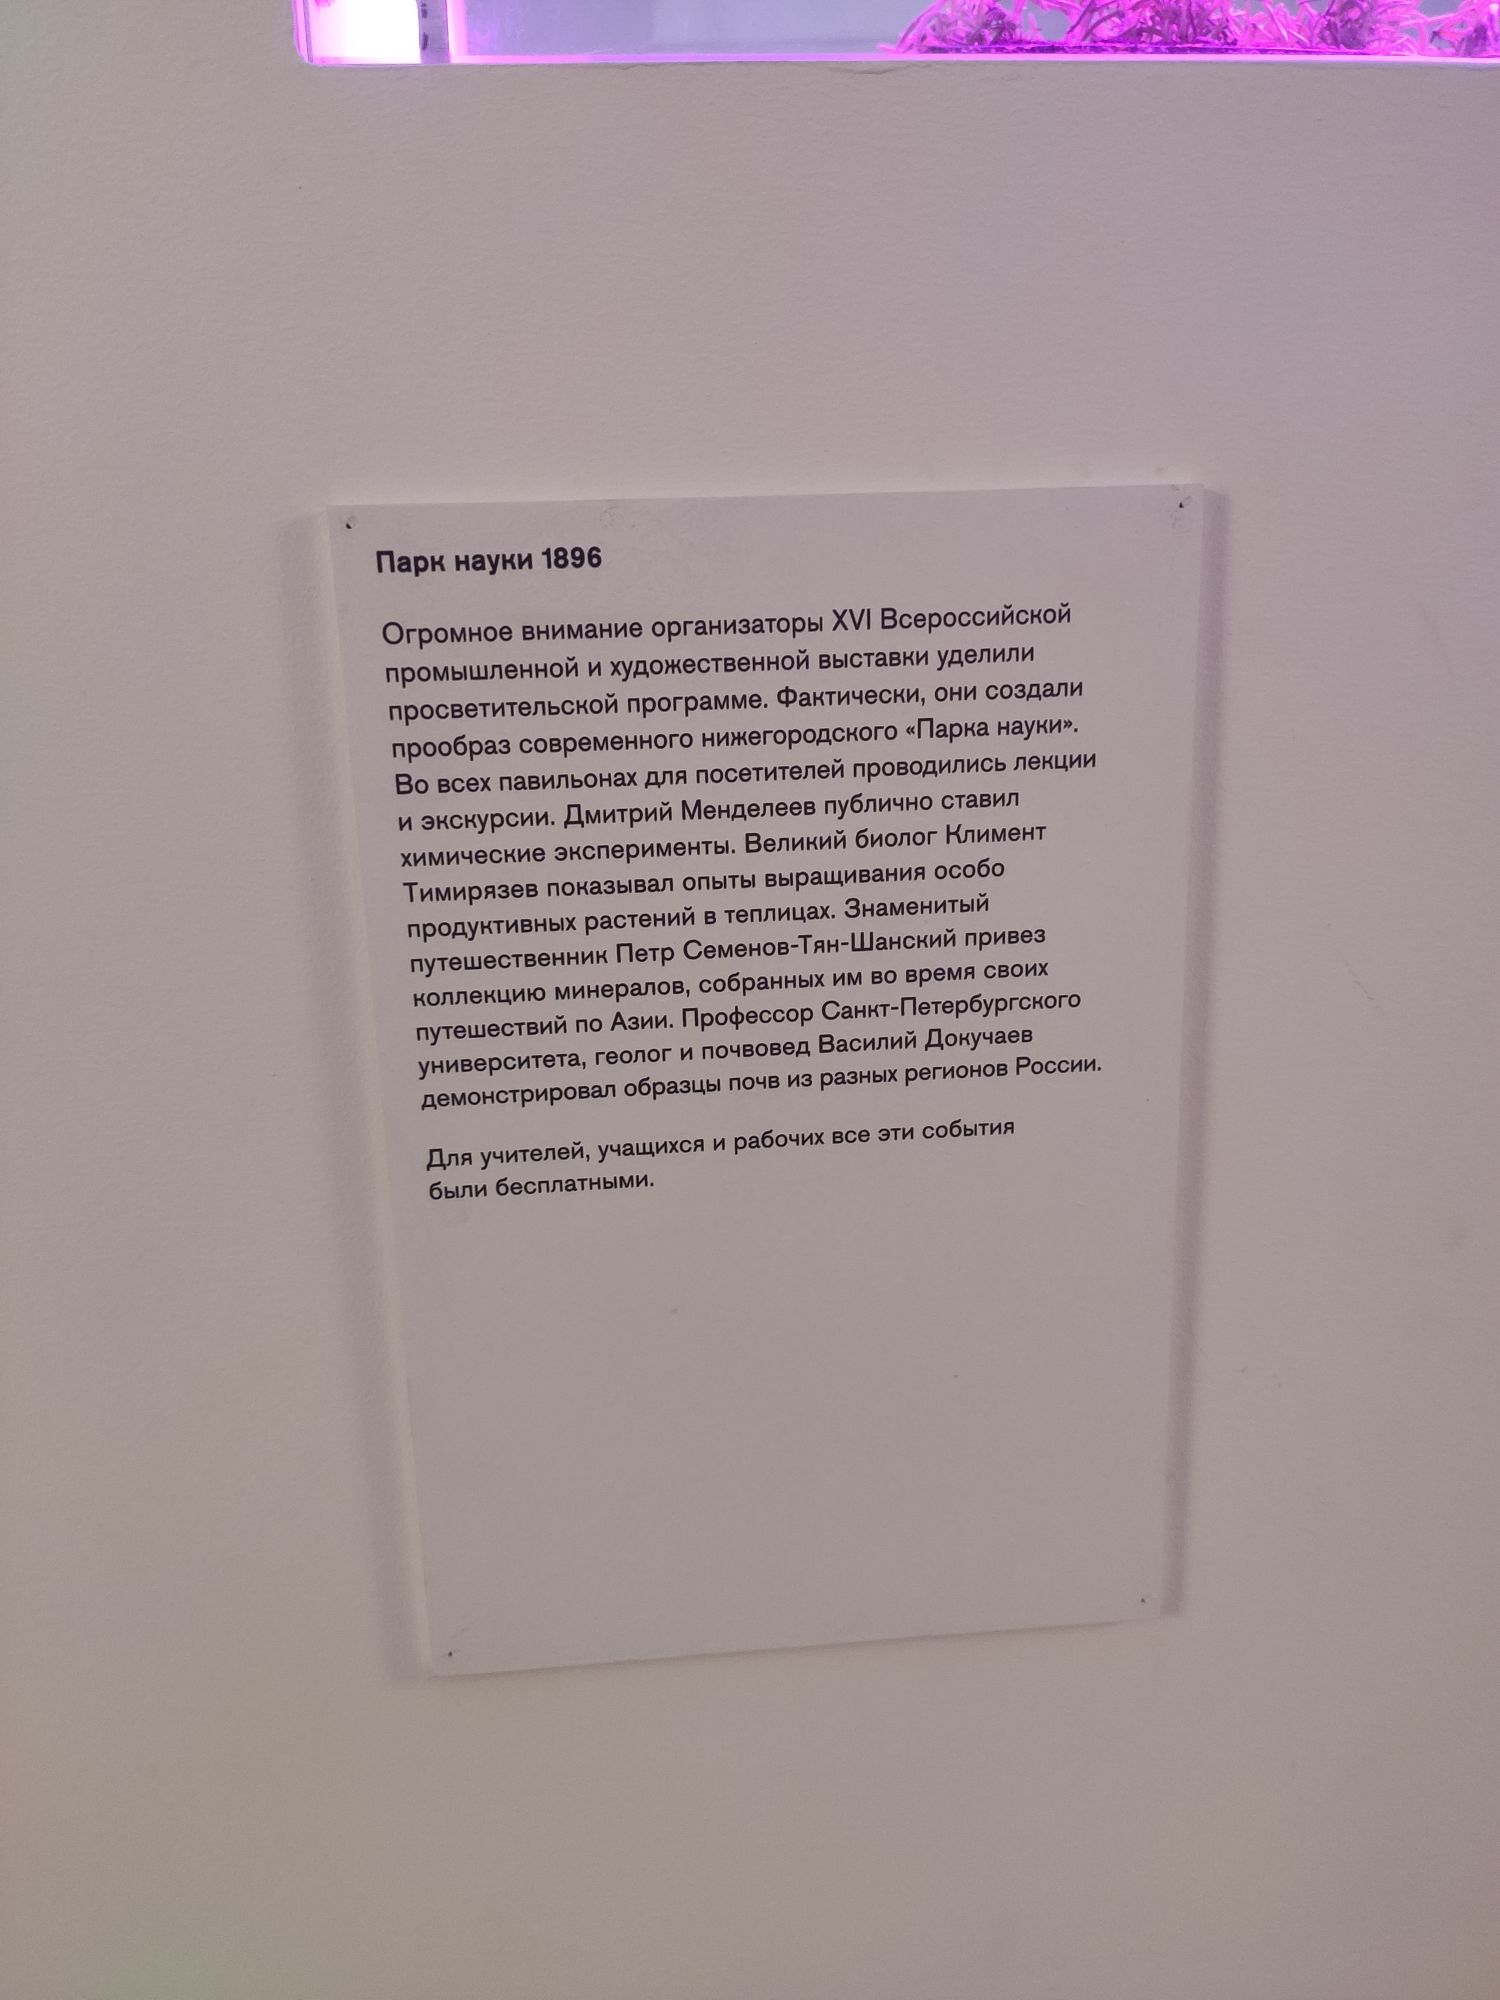 Парк науки 1896
Огромное внимание организаторы XVI Всероссийской
промышленной и художественной выставки уделили
просветительской программе. Фактически, они создали
прообраз современного нижегородского «Парка науки».
Во всех павильонах для посетителей проводились лекции
и экскурсии. Дмитрий Менделеев публично ставил
химические эксперименты. Великий биолог Климент
Тимирязев показывал опыты выращивания особо
продуктивных растений в теплицах. Знаменитый
путешественник Петр Семенов-Тян-Шанский привез
коллекцию минералов, собранных им во время своих
путешествий по Азии. Профессор Санкт-Петербургского
университета, геолог и почвовед Василий Докучаев
демонстрировал образцы почв из разных регионов России.
Для учителей, учащихся и рабочих все эти события
были бесплатными.